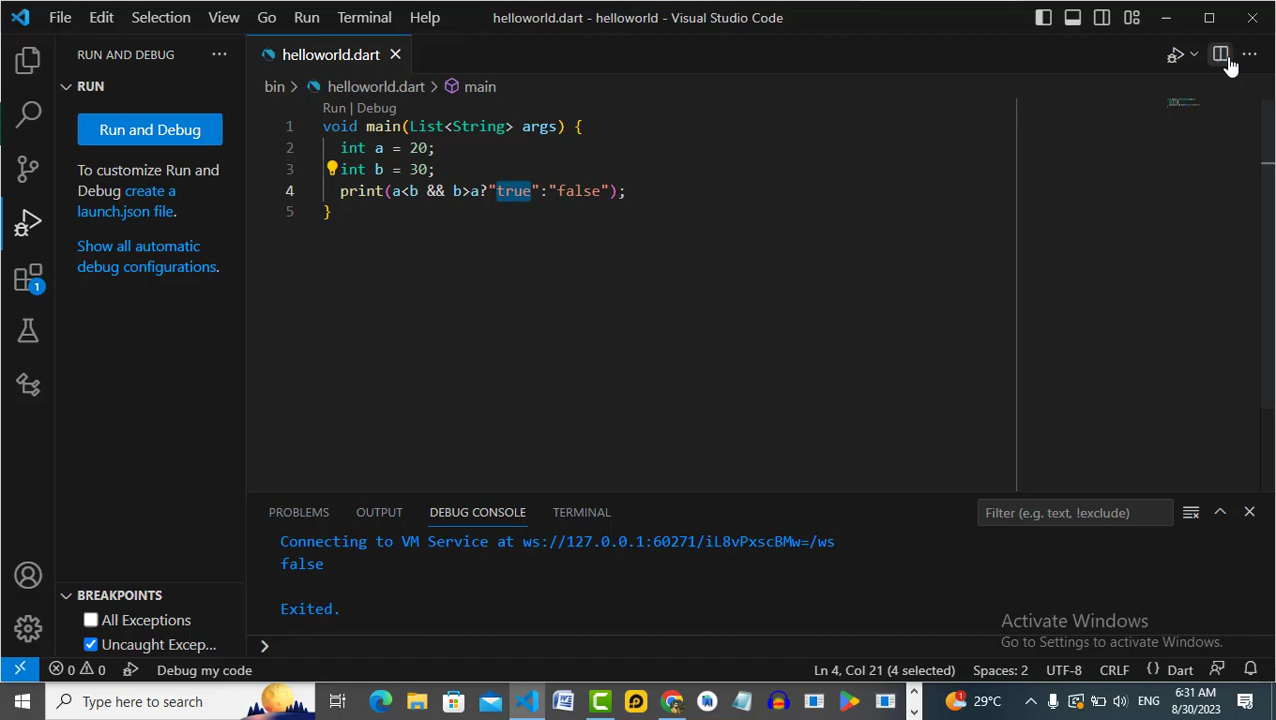 File Edit Selection View Go Run Terminal Help helloworld.dart - helloworld - Visual Studio Code
RUN AND DEBUG ··· helloworld.dart
RUN
bin > helloworld.dart > main
Run | Debug
Run and Debug
To customize Run and
Debug create a
launch.json file.
Show all automatic
debug configurations.
1 void main(List<String> args) {
2 int a = 20;
3 int b = 30;
4 print(a<b && b>a?"true":"false");
5 }
1
PROBLEMS OUTPUT DEBUG CONSOLE TERMINAL Filter (e.g. text, !exclude)
Connecting to VM Service at ws://127.0.0.1:60271/iL8vPxscBMw=/ws
false
Exited.
BREAKPOINTS
All Exceptions
Uncaught Excep...
Activate Windows
Go to Settings to activate Windows.
0 0 Debug my code Ln 4, Col 21 (4 selected) Spaces: 2 UTF-8 CRLF {} Dart
Type here to search 1 29°C ENG 6:31 AM
8/30/2023